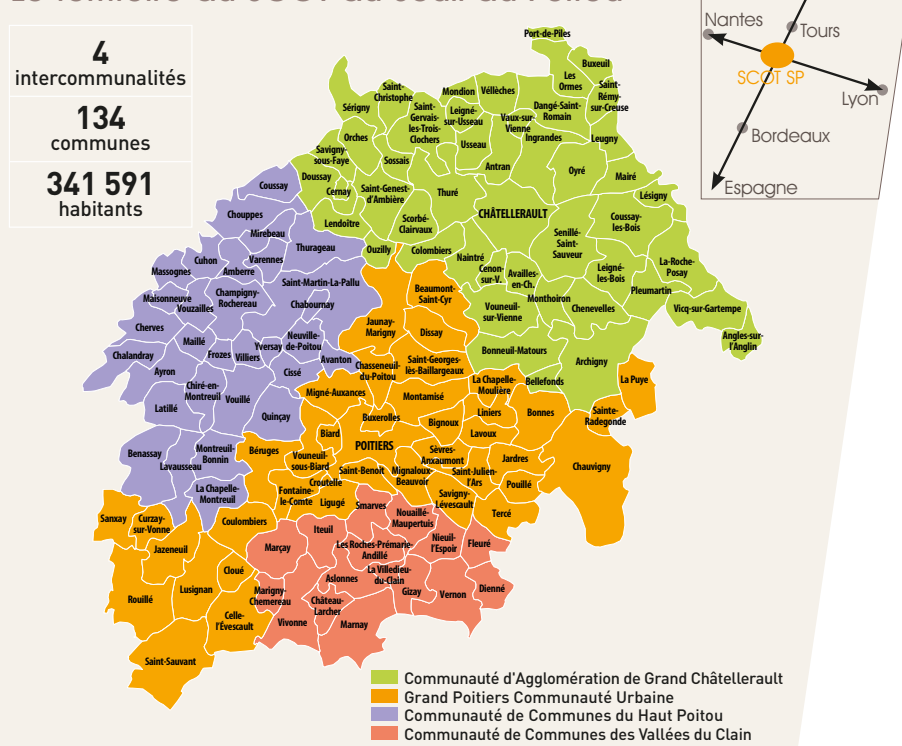 4
intercommunalités
134
communes
341 591
habitants
Nantes
Tours
SCOT SP
Lyon
Bordeaux
Espagne
Port-de-Piles
Buxeuil
Les
Ormes
Saint-
Rémy-
sur-Creuse
Saint-
Christophe
Mondion
Vellèches
Sérigny
Saint-
Gervais-
les-Trois-
Clochers
Leigné-
sur-Usseau
Dangé-Saint-
Romain
Vaux-sur-
Vienne
Orches
Usseau
Ingrandes
Leugny
Savigny-
sous-Faye
Sossais
Antran
Oyré
Mairé
Doussay
Cernay
Saint-Genest-
d'Ambière
Thuré
Lésigny
Coussay
Lendoître
Scorbé-
Clairvaux
CHÂTELLERAULT
Coussay-
les-Bois
Chouppes
Mirebeau
Thurageau
Ouzilly
Colombiers
Naintré
Senillé-
Saint-
Sauveur
La-Roche-
Posay
Cuhon
Varennes
Massognes
Amberre
Saint-Martin-La-Pallu
Cenon-
sur-V.
Availles-
en-Ch.
Leigné-
les-Bois
Pleumartin
Maisonneuve
Vouzailles
Champigny-
Rochereau
Chabournay
Beaumont-
Saint-Cyr
Vouneuil-
sur-Vienne
Monthoiron
Chenevelles
Vicq-sur-Gartempe
Cherves
Maillé
Neuville-
de-Poitou
Jaunay-
Marigny
Dissay
Angles-sur-
l'Anglin
Chalandray
Frozes
Villiers
Yversay
Avanton
Bonneuil-Matours
Archigny
Ayron
Cissé
Chasseneuil-
du-Poitou
Saint-Georges-
lès-Baillargeaux
Chiré-en-
Montreuil
Vouillé
Migné-Auxances
La Chapelle-
Moulière
Bellefonds
La Puye
Latillé
Quinçay
Montamisé
Buxerolles
Bignoux
Liniers
Bonnes
Sainte-
Radegonde
Biard
Lavoux
Benassay
Lavausseau
Montreuil-
Bonnin
Béruges
Vouneuil-
sous-Biard
POITIERS
Sèvres-
Anxaumont
Jardres
Chauvigny
Saint-Benoît
Mignaloux-
Beauvoir
Saint-Julien-
l'Ars
Pouillé
La Chapelle-
Montreuil
Croutelle
Fontaine-
le-Comte
Ligugé
Smarves
Savigny-
Lévescault
Tercé
Sanxay
Curzay-
sur-Vonne
Coulombiers
Nouaillé-
Maupertuis
Jazeneuil
Marçay
Iteuil
Les Roches-Prémarie-
Andillé
Nieuil-
l'Espoir
Fleuré
Cloué
Rouillé
Lusignan
Marigny-
Chemereau
Aslonnes
La Villedieu-
du-Clain
Gizay
Vernon
Dienné
Celle-
l'Évescault
Château-
Larcher
Vivonne
Marnay
Saint-Sauvant
Communauté d'Agglomération de Grand Châtellerault
Grand Poitiers Communauté Urbaine
Communauté de Communes du Haut Poitou
Communauté de Communes des Vallées du Clain